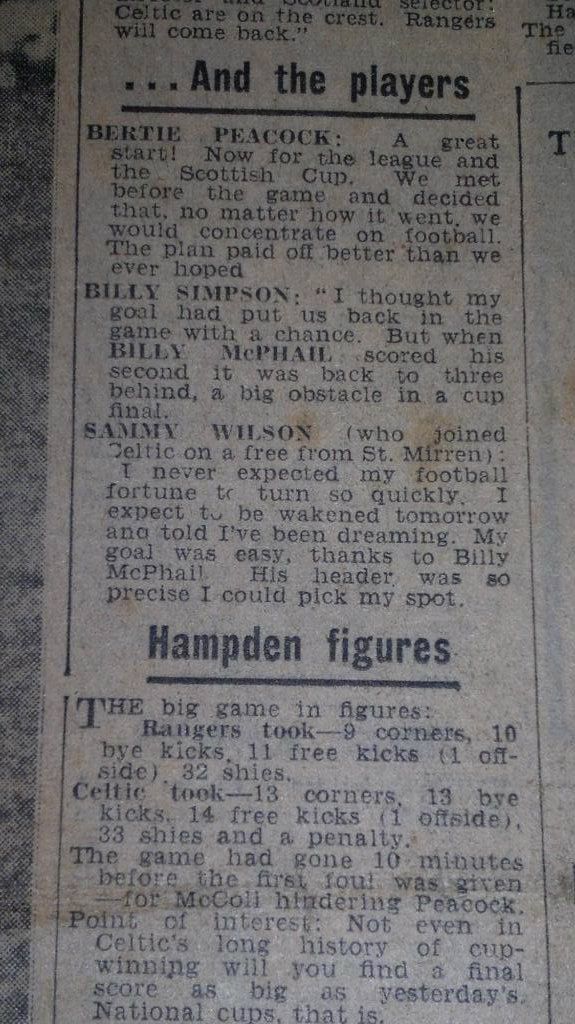 Director and Scotland selector:
Celtic are on the crest. Rangers
will come back."
... And the players
BERTIE PEACOCK: A great
start! Now for the league and
the Scottish Cup. We met
before the game and decided
that, no matter how it went, we
would concentrate on football.
The plan paid off better than we
ever hoped
BILLY SIMPSON: "I thought my
goal had put us back in the
game with a chance. But when
BILLY McPHAIL scored his
second it was back to three
behind, a big obstacle in a cup
final.
SAMMY WILSON (who joined
Celtic on a free from St. Mirren):
I never expected my football
fortune to turn so quickly. I
expect to be wakened tomorrow
and told I've been dreaming. My
goal was easy, thanks to Billy
McPhail His header was so
precise I could pick my spot.
Hampden figures
THE big game in figures:
Rangers took—9 corners, 10
bye kicks, 11 free kicks (1 off-
side), 32 shies.
Celtic took—13 corners, 13 bye
kicks, 14 free kicks (1 offside),
33 shies and a penalty.
The game had gone 10 minutes
before the first foul was given
—for McColl hindering Peacock.
Point of interest: Not even in
Celtic's long history of cup-
winning will you find a final
score as big as yesterday's.
National cups, that is.
Ha
The
fie
T